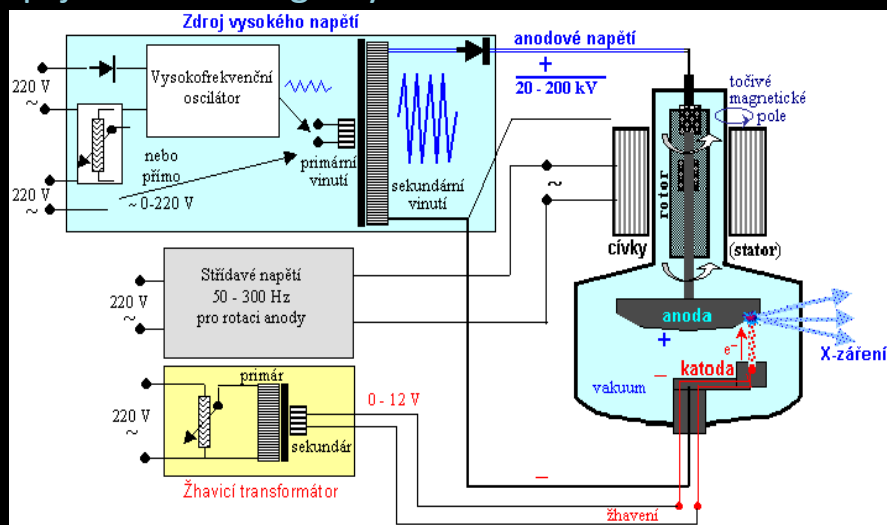 Zdroj vysokého napětí
220 V
~
Vysokofrekvenční
oscilátor
nebo
přímo
220 V
~
~ 0-220 V
primární
vinutí
sekundární
vinutí
anodové napětí
+
20 - 200 kV
točivé
magnetické
pole
rotor
~
cívky
(stator)
Střídavé napětí
50 - 300 Hz
pro rotaci anody
220 V
~
anoda
+
e⁻
X-záření
katoda
−
vakuum
primár
220 V
~
sekundár
0 - 12 V
Žhavicí transformátor
−
žhavení